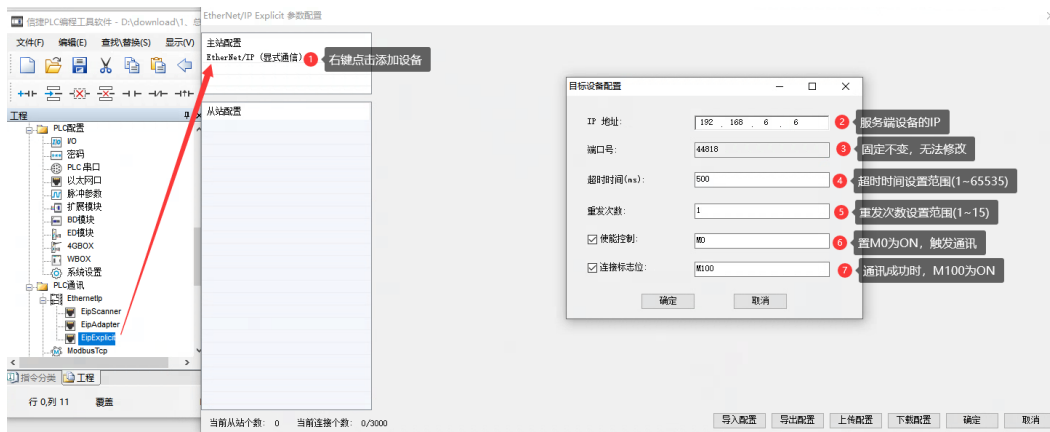 信捷PLC编程工具软件 - D:\download\1、总
文件(F) 编辑(E) 查找\替换(S) 显示(V)
工程
PLC配置
I/O
密码
PLC 串口
以太网口
脉冲参数
扩展模块
BD模块
ED模块
4GBOX
WBOX
系统设置
PLC通讯
EthernetIp
EipScanner
EipAdapter
EipExplicit
ModbusTcp
指令分类 工程
行 0,列 11 覆盖
EtherNet/IP Explicit 参数配置
主站配置
EtherNet/IP (显式通信) 1 右键点击添加设备
从站配置
目标设备配置
IP 地址: 192 . 168 . 6 . 6 2 服务端设备的IP
端口号: 44818 3 固定不变，无法修改
超时时间(ms): 500 4 超时时间设置范围(1~65535)
重发次数: 1 5 重发次数设置范围(1~15)
使能控制: M0 6 置M0为ON，触发通讯
连接标志位: M100 7 通讯成功时，M100为ON
确定 取消
当前从站个数: 0 当前连接个数: 0/3000
导入配置 导出配置 上传配置 下载配置 确定 取消